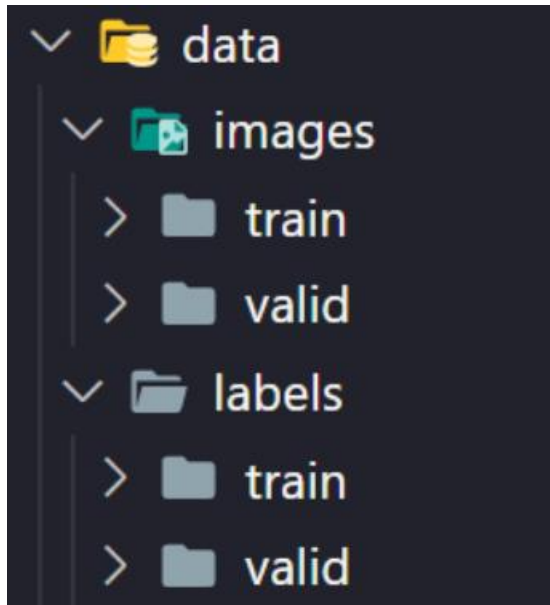 data
images
train
valid
labels
train
valid